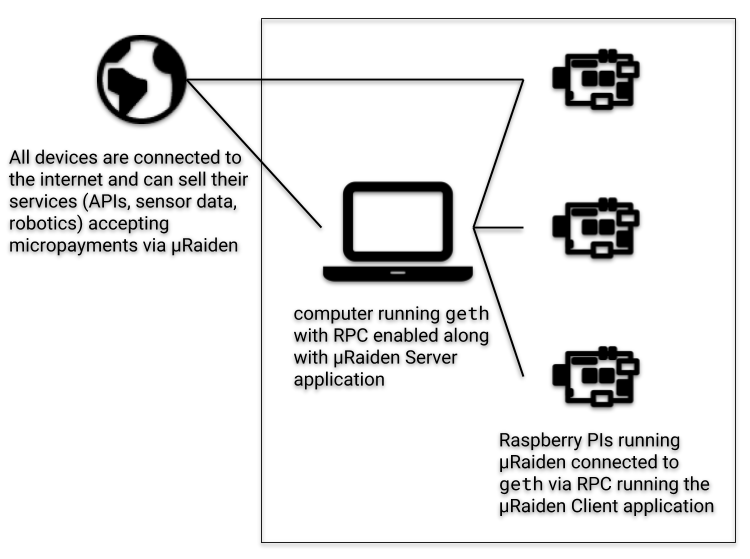 All devices are connected to
the internet and can sell their
services (APIs, sensor data,
robotics) accepting
micropayments via μRaiden
computer running geth
with RPC enabled along
with μRaiden Server
application
Raspberry PIs running
μRaiden connected to
geth via RPC running the
μRaiden Client application